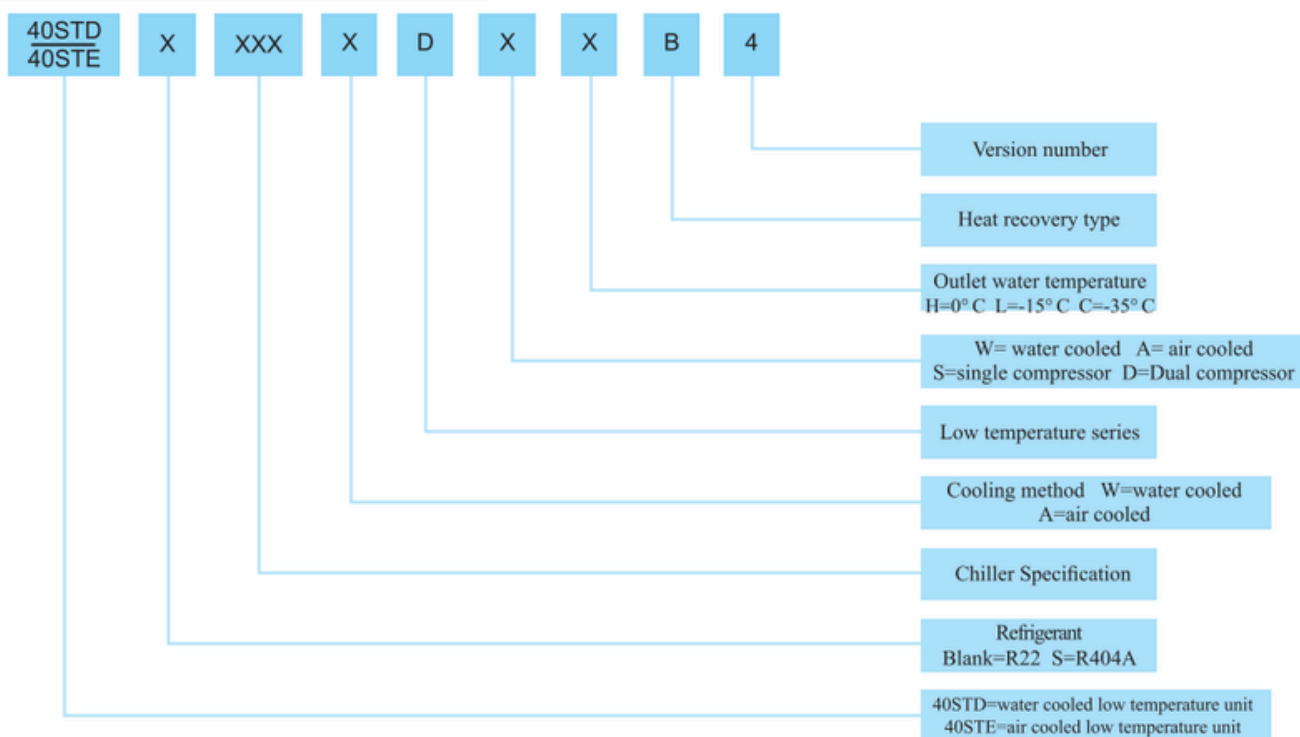 40STD
40STE
X
XXX
X
D
X
X
B
4
Version number
Heat recovery type
Outlet water temperature
H=0° C L=-15° C C=-35° C
W= water cooled A= air cooled
S=single compressor D=Dual compressor
Low temperature series
Cooling method W=water cooled
A=air cooled
Chiller Specification
Refrigerant
Blank=R22 S=R404A
40STD=water cooled low temperature unit
40STE=air cooled low temperature unit